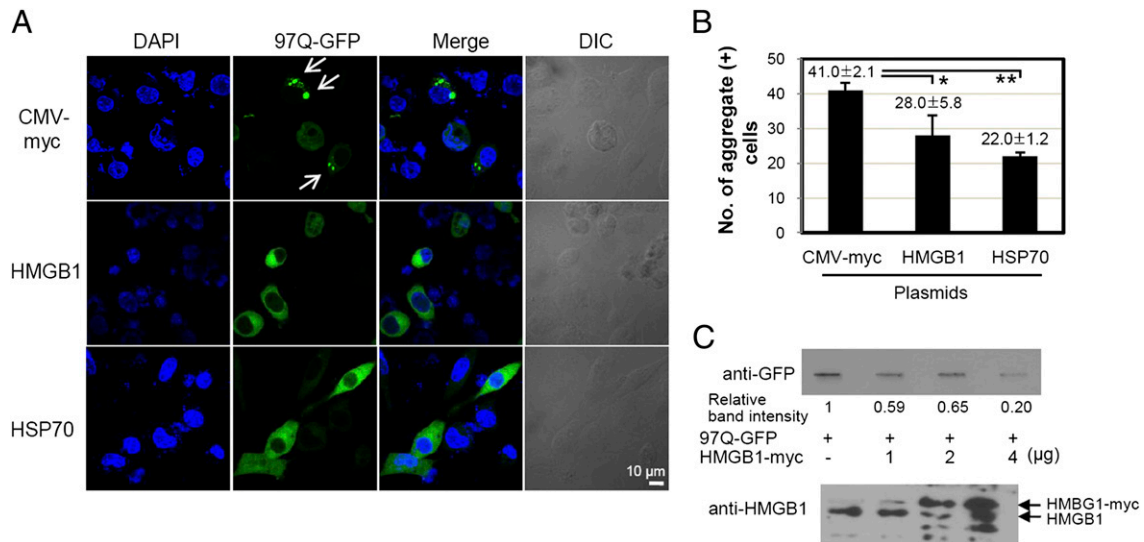 A
DAPI 97Q-GFP Merge DIC
CMV-
myc
HMGB1
HSP70
10 µm
B
No. of aggregate (+)
cells
50
40
30
20
10
0
41.0±2.1
*
**
28.0±5.8
22.0±1.2
CMV-myc HMGB1 HSP70
Plasmids
C
anti-GFP
Relative
band intensity 1 0.59 0.65 0.20
97Q-GFP + + + +
HMGB1-myc - 1 2 4 (µg)
anti-HMGB1
HMBG1-myc
HMGB1